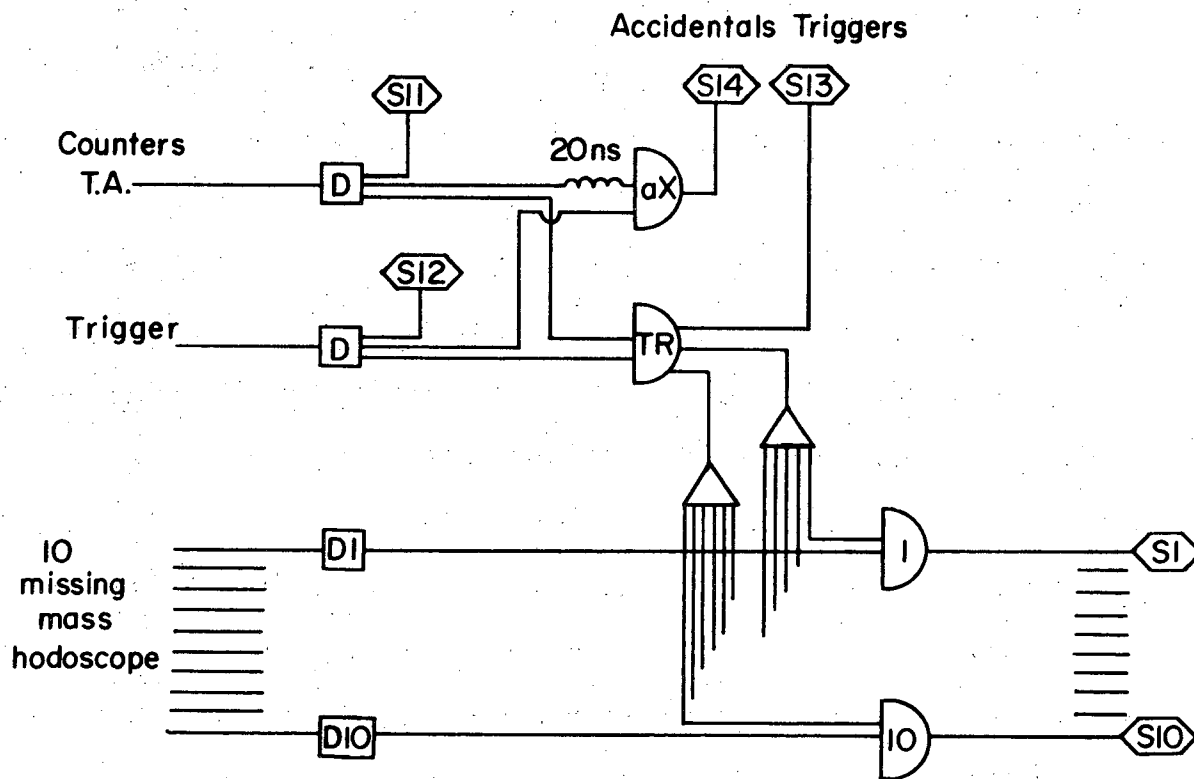 Accidentals Triggers
S11
S14
S13
Counters
T.A.
D
20ns
aX
S12
Trigger
D
TR
10
missing
mass
hodoscope
D1
1
S1
D10
10
S10